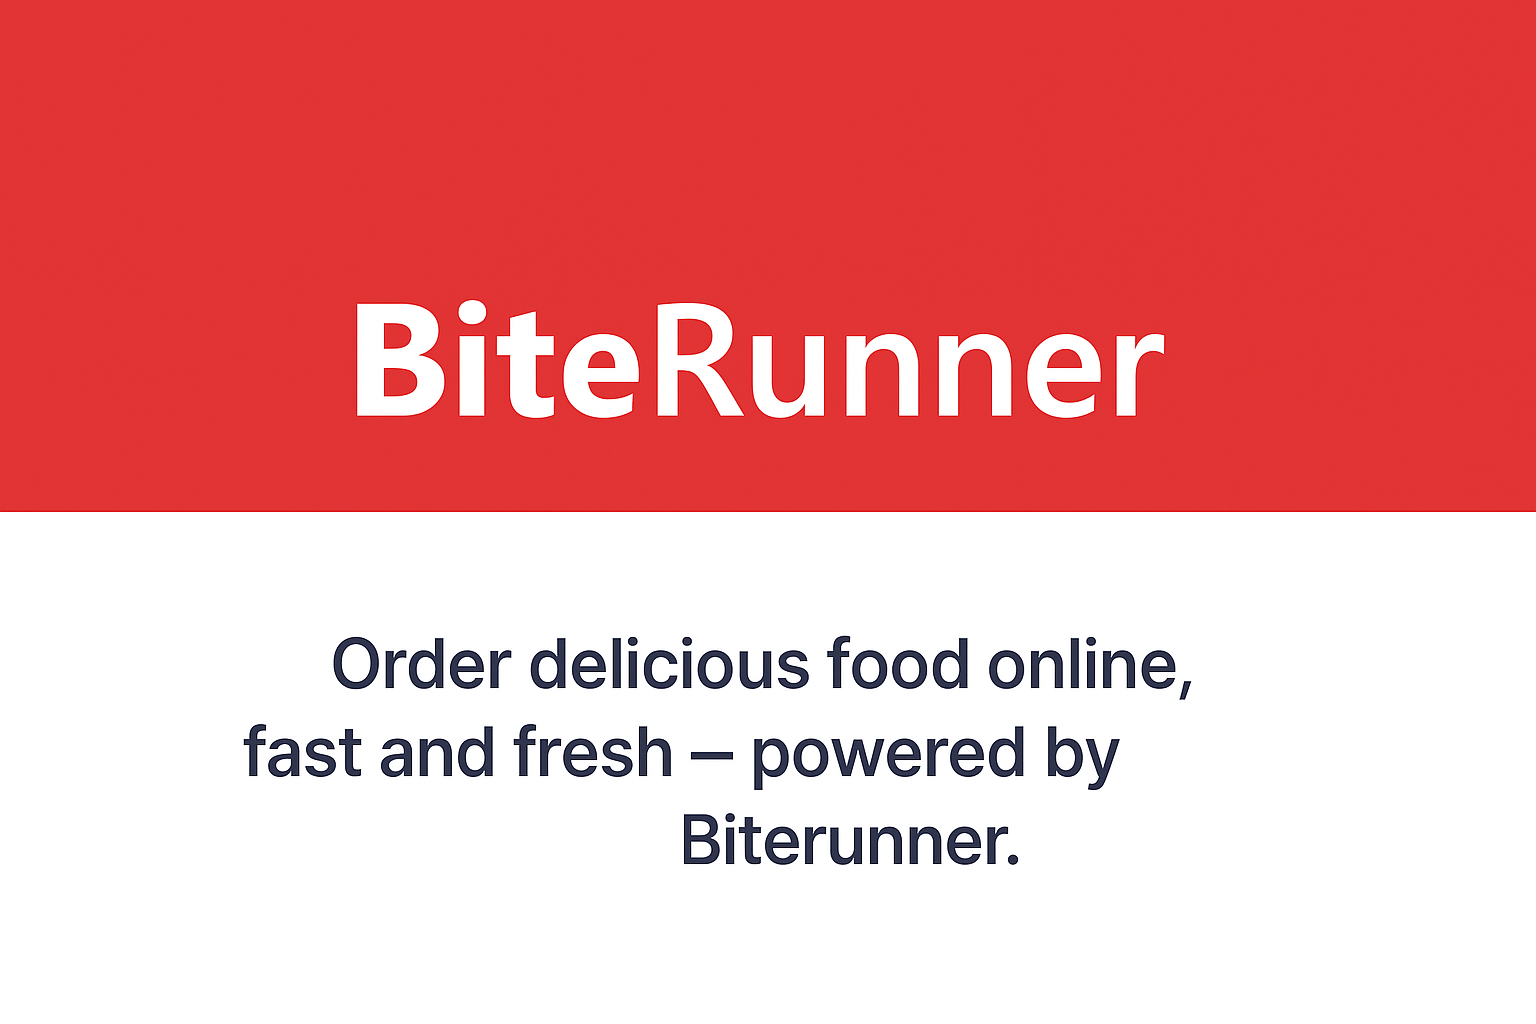 BiteRunner
Order delicious food online,
fast and fresh – powered by
Biterunner.